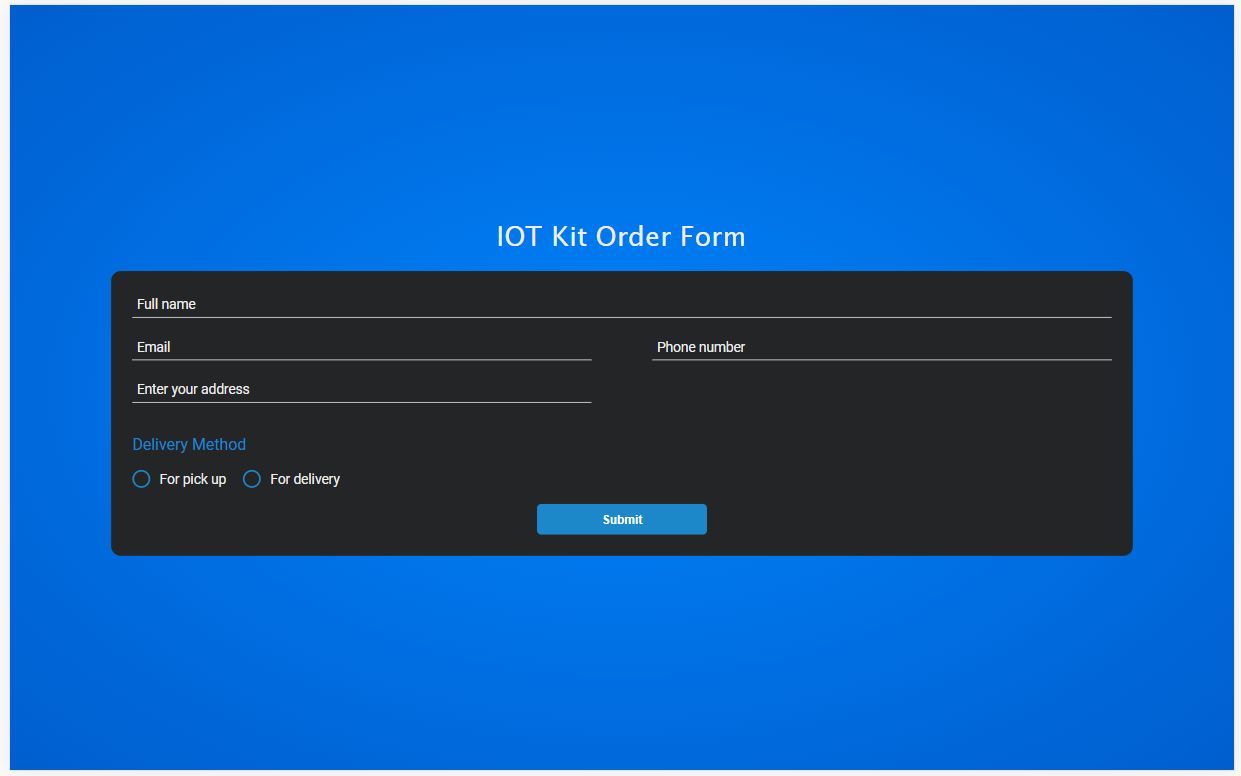 IOT Kit Order Form
Full name
Email Phone number
Enter your address
Delivery Method
For pick up For delivery
Submit